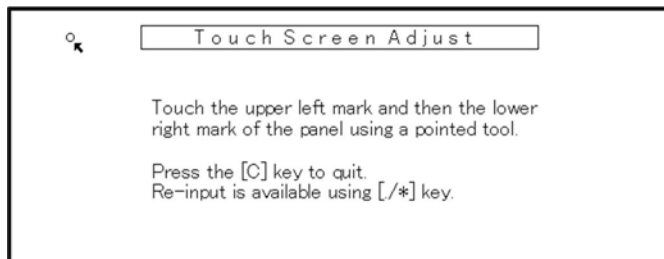 Touch Screen Adjust
Touch the upper left mark and then the lower
right mark of the panel using a pointed tool.
Press the [C] key to quit.
Re-input is available using [./*] key.